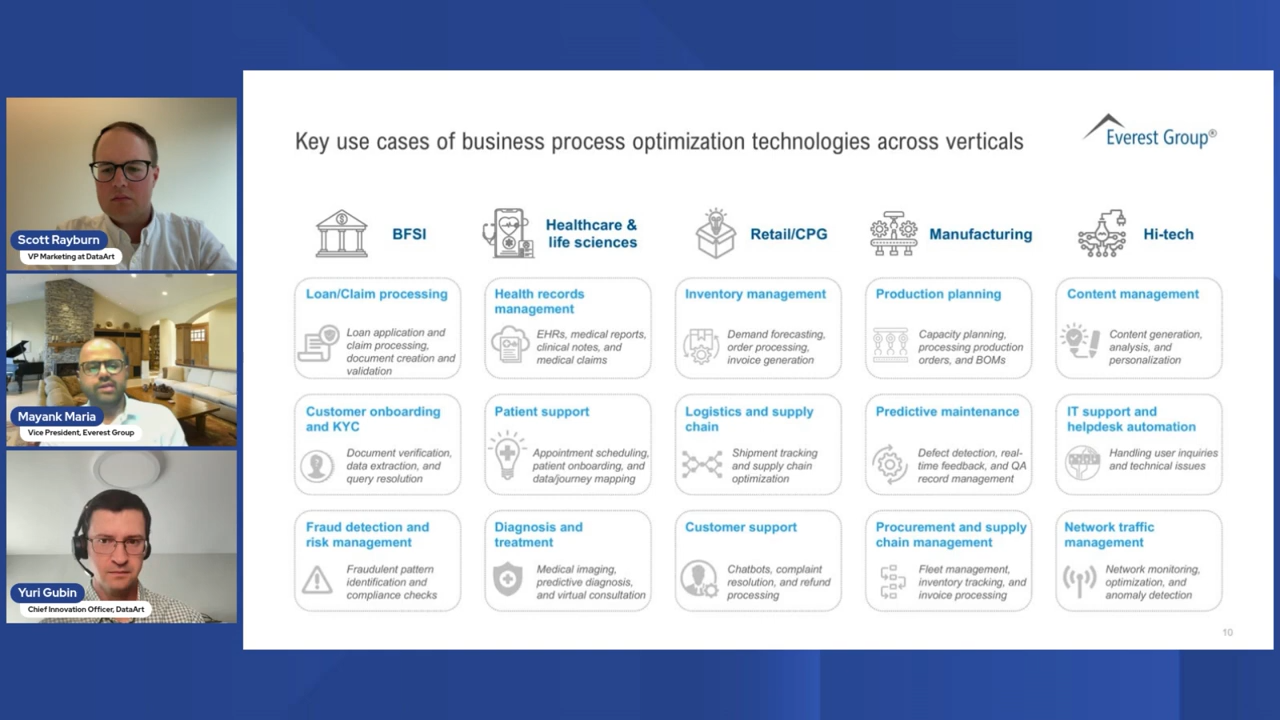 Scott Rayburn
VP Marketing at DataArt
Mayank Maria
Vice President, Everest Group
Yuri Gubin
Chief Innovation Officer, DataArt
Key use cases of business process optimization technologies across verticals
Everest Group®
BFSI
Healthcare &
life sciences
Retail/CPG
Manufacturing
Hi-tech
Loan/Claim processing
Loan application and
claim processing,
document creation and
validation
Health records
management
EHRs, medical reports,
clinical notes, and
medical claims
Inventory management
Demand forecasting,
order processing,
invoice generation
Production planning
Capacity planning,
processing production
orders, and BOMs
Content management
Content generation,
analysis, and
personalization
Customer onboarding
and KYC
Document verification,
data extraction, and
query resolution
Patient support
Appointment scheduling,
patient onboarding, and
data/journey mapping
Logistics and supply
chain
Shipment tracking
and supply chain
optimization
Predictive maintenance
Defect detection, real-
time feedback, and QA
record management
IT support and
helpdesk automation
Handling user inquiries
and technical issues
Fraud detection and
risk management
Fraudulent pattern
identification and
compliance checks
Diagnosis and
treatment
Medical imaging,
predictive diagnosis,
and virtual consultation
Customer support
Chatbots, complaint
resolution, and refund
processing
Procurement and supply
chain management
Fleet management,
inventory tracking, and
invoice processing
Network traffic
management
Network monitoring,
optimization, and
anomaly detection
10